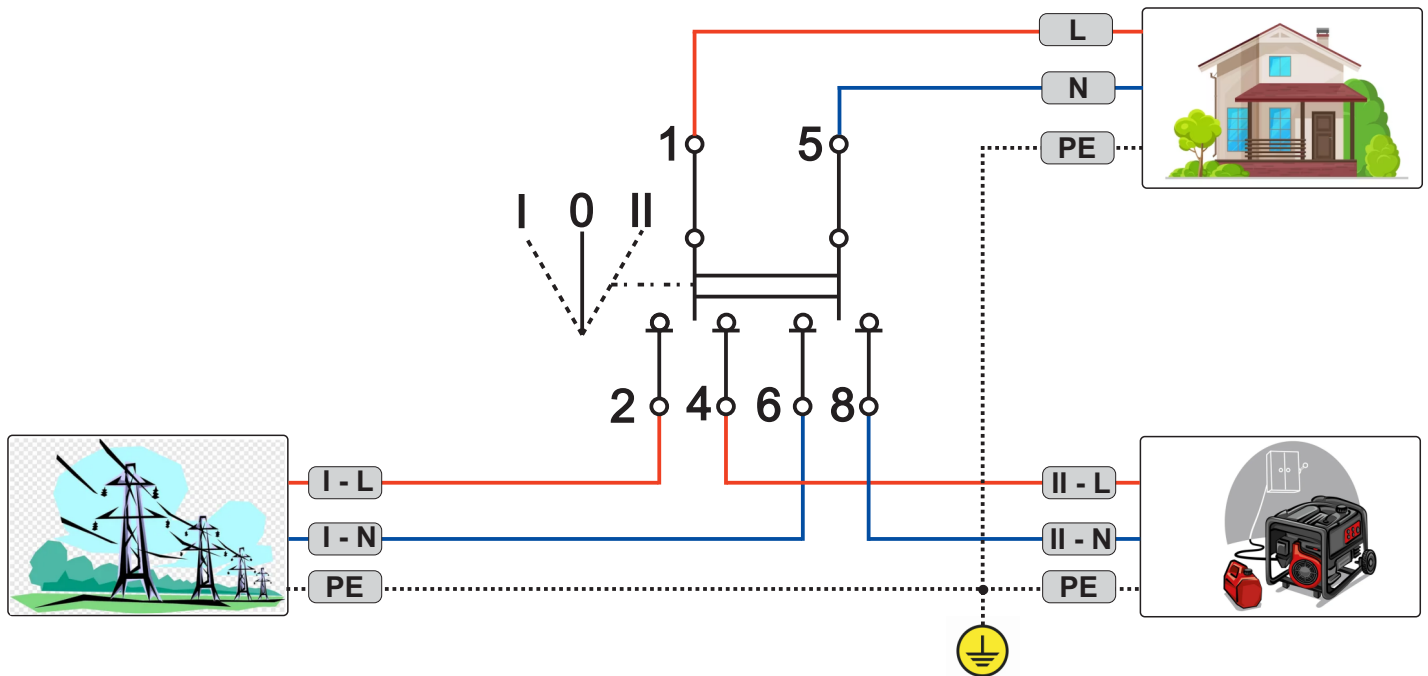 L
N
1 5
PE
I 0 II
2 4 6 8
I - L II - L
I - N II - N
PE PE